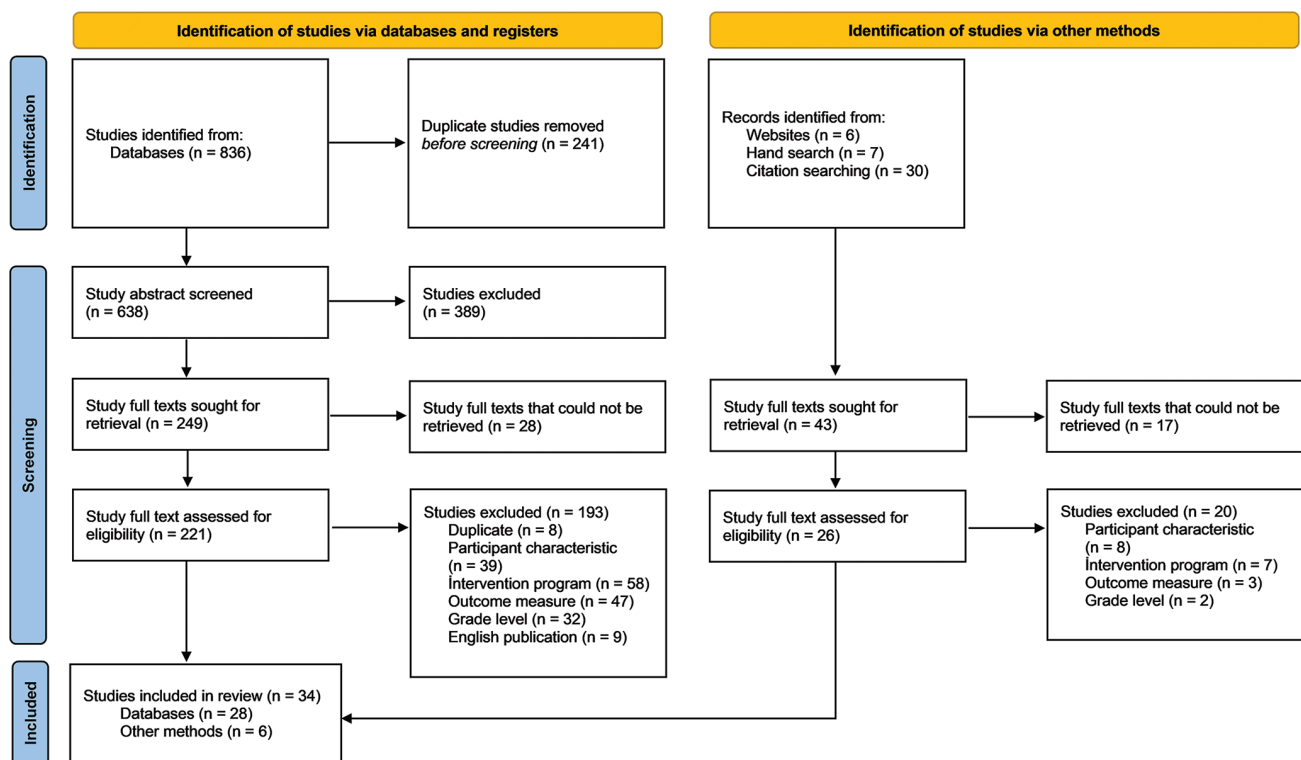 Identification of studies via databases and registers
Identification of studies via other methods
Identification
Studies identified from:
Databases (n = 836)
Duplicate studies removed
before screening (n = 241)
Records identified from:
Websites (n = 6)
Hand search (n = 7)
Citation searching (n = 30)
Screening
Study abstract screened
(n = 638)
Studies excluded
(n = 389)
Study full texts sought for
retrieval (n = 249)
Study full texts that could not be
retrieved (n = 28)
Study full texts sought for
retrieval (n = 43)
Study full texts that could not be
retrieved (n = 17)
Study full text assessed for
eligibility (n = 221)
Studies excluded (n = 193)
Duplicate (n = 8)
Participant characteristic
(n = 39)
İntervention program (n = 58)
Outcome measure (n = 47)
Grade level (n = 32)
English publication (n = 9)
Study full text assessed for
eligibility (n = 26)
Studies excluded (n = 20)
Participant characteristic
(n = 8)
İntervention program (n = 7)
Outcome measure (n = 3)
Grade level (n = 2)
Included
Studies included in review (n = 34)
Databases (n = 28)
Other methods (n = 6)